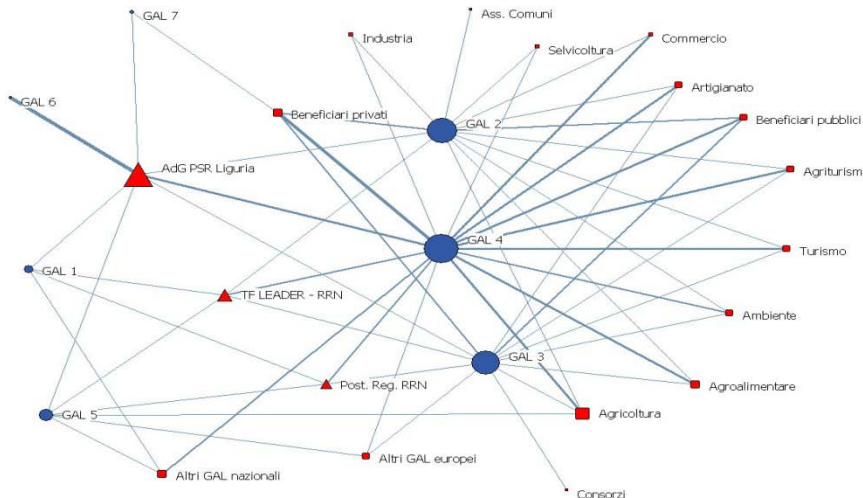 GAL 7
Ass. Comuni
Industria
Commercio
Selvicoltura
Artigianato
GAL 6
Beneficiari privati
GAL 2
Beneficiari pubblici
AdG PSR Liguria
Agriturism
GAL 4
Turismo
GAL 1
TF LEADER - RRN
Ambiente
GAL 3
Post. Reg. RRN
Agroalimentare
GAL 5
Agricoltura
Altri GAL europei
Altri GAL nazionali
Consorzi